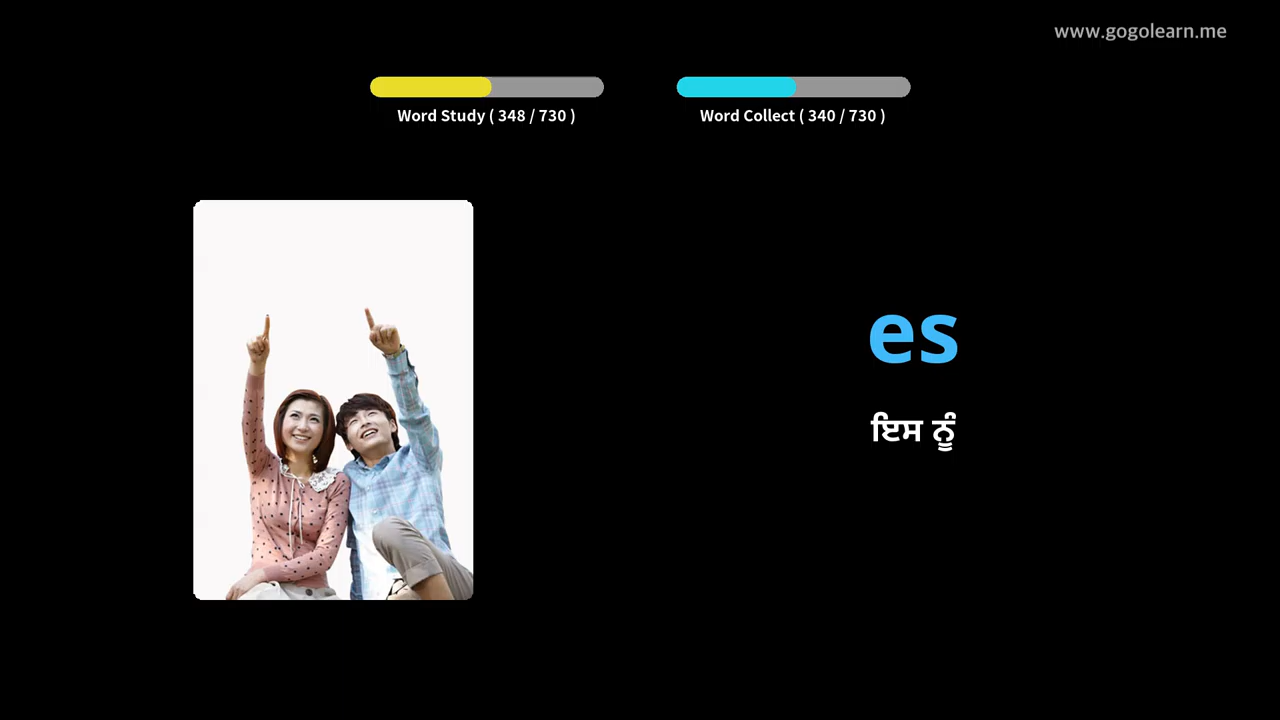 www.gogolearn.me
Word Study ( 348 / 730 )
Word Collect ( 340 / 730 )
es
ਇਸ ਨੂੰ